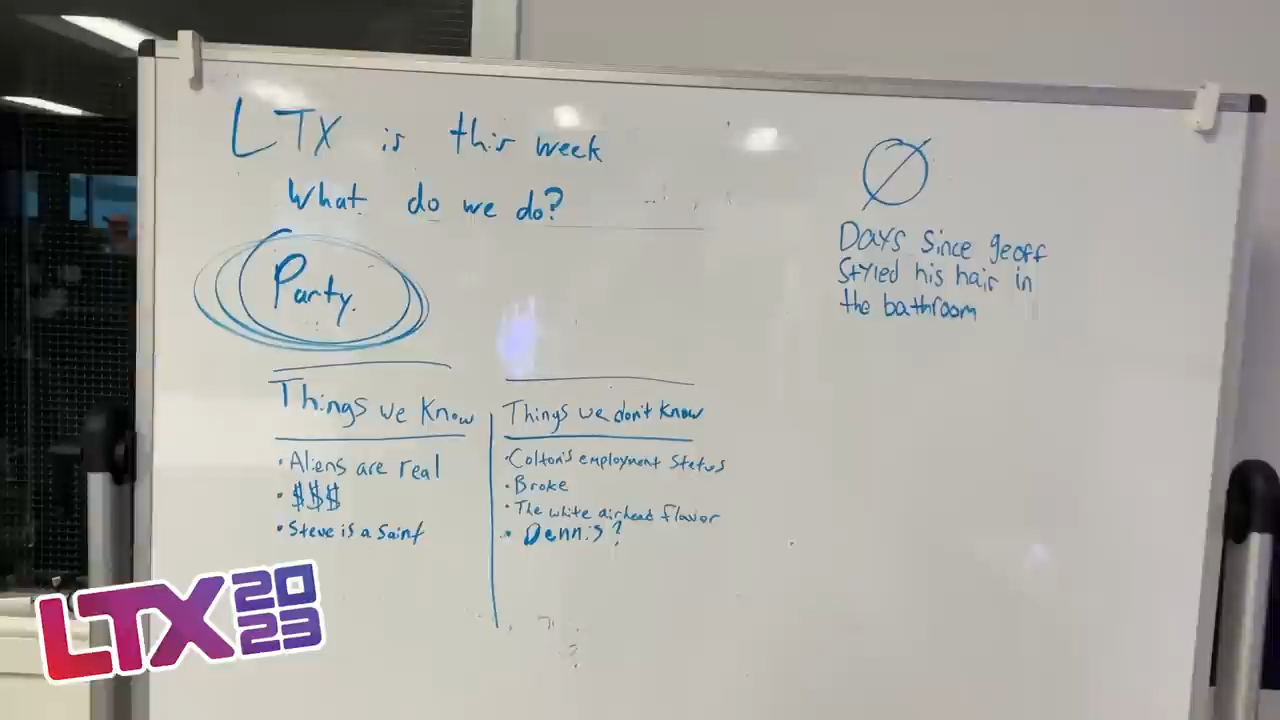 LTX is this week
What do we do?
Party.
Things we Know
• Aliens are real
• $$$
• Steve is a Saint
Things we don't know
• Colton's employment Status
• Broke
• The white airhead flavor
• Dennis?
Ø
Days since geoff
styled his hair in
the bathroom
LTX 2023